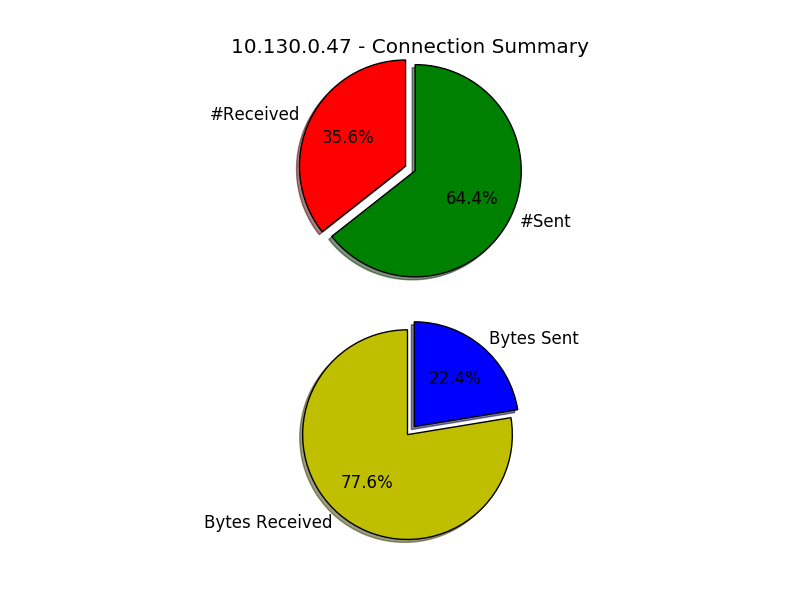 10.130.0.47 - Connection Summary
#Received
35.6%
64.4%
#Sent
Bytes Sent
22.4%
77.6%
Bytes Received